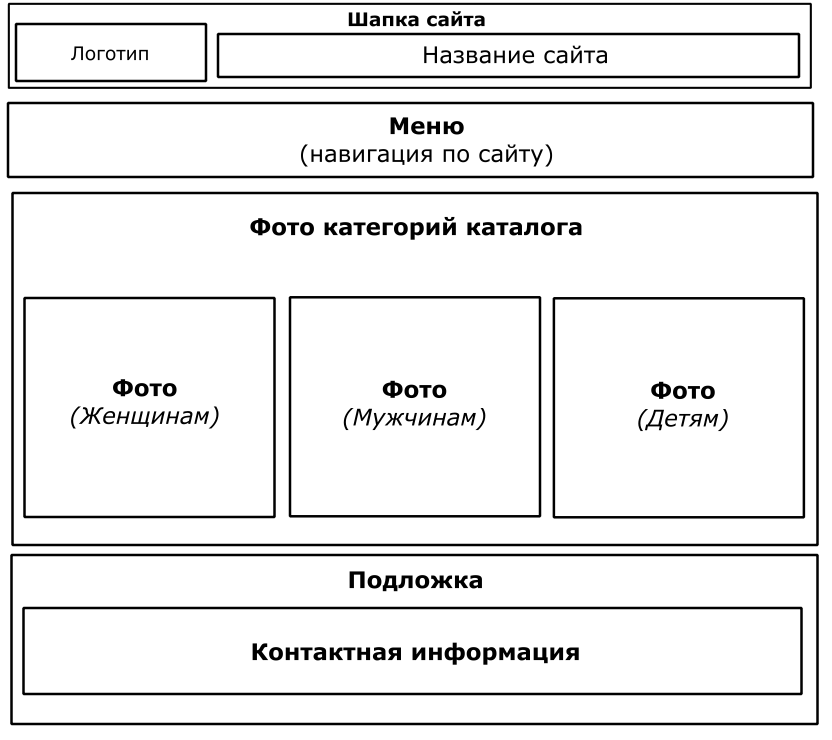 Шапка сайта
Логотип
Название сайта
Меню
(навигация по сайту)
Фото категорий каталога
Фото
(Женщинам)
Фото
(Мужчинам)
Фото
(Детям)
Подложка
Контактная информация